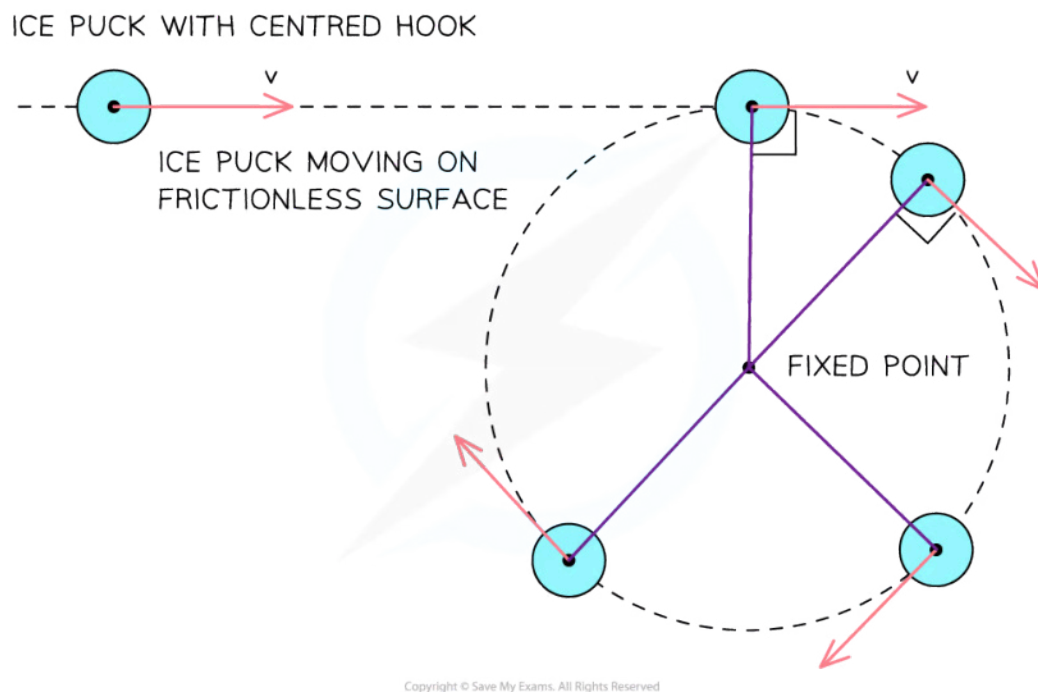 ICE PUCK WITH CENTRED HOOK
v
v
ICE PUCK MOVING ON
FRICTIONLESS SURFACE
FIXED POINT
Copyright © Save My Exams. All Rights Reserved